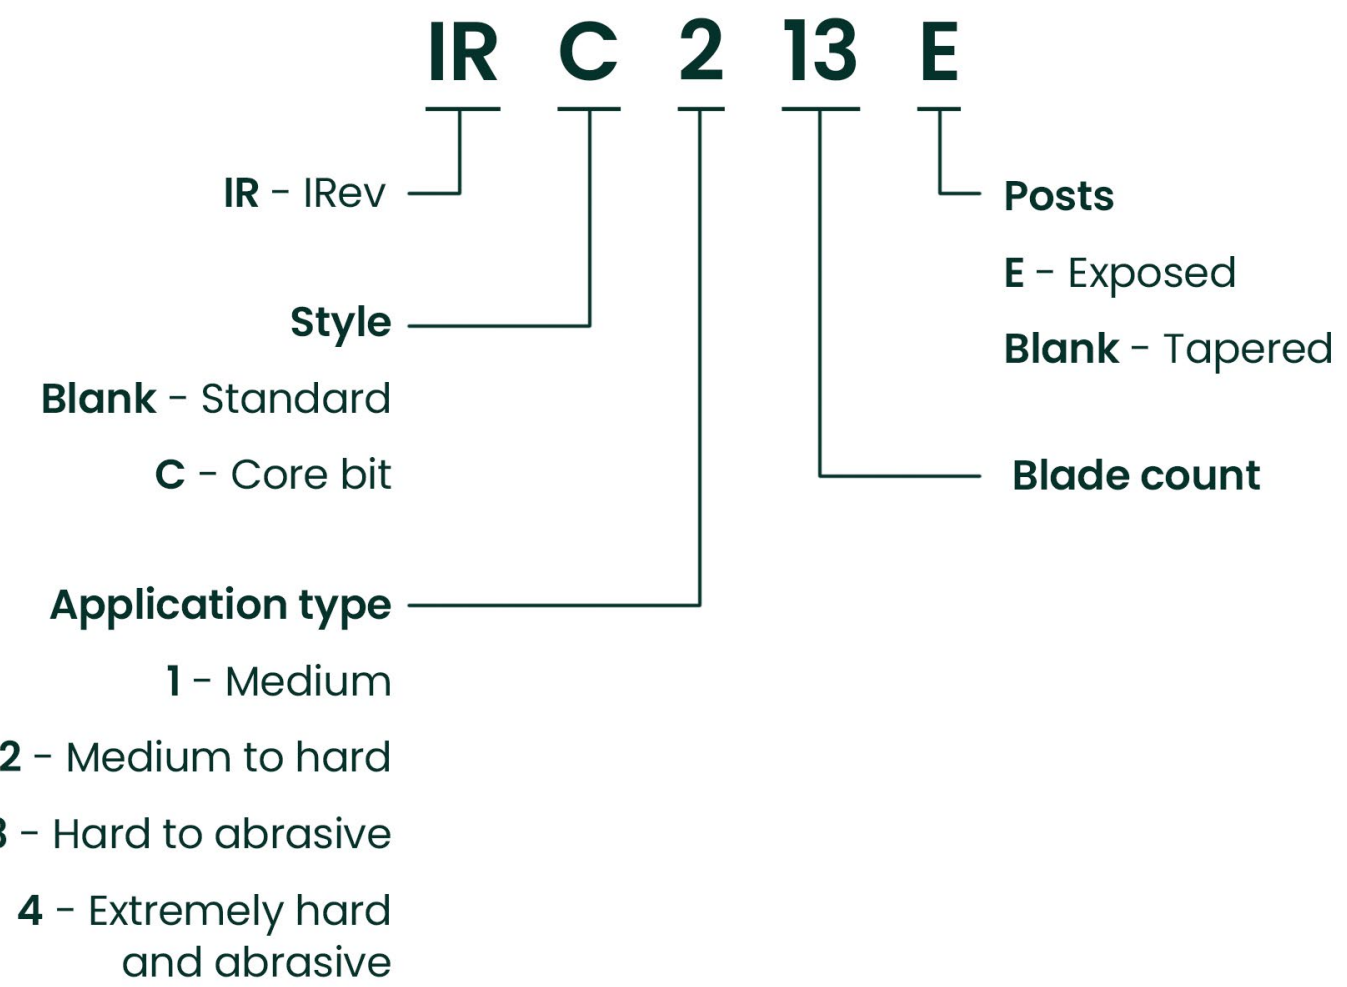 IR C 2 13 E
IR - IRev
Style
Blank - Standard
C - Core bit
Application type
1 - Medium
2 - Medium to hard
3 - Hard to abrasive
4 - Extremely hard
and abrasive
Posts
E - Exposed
Blank - Tapered
Blade count